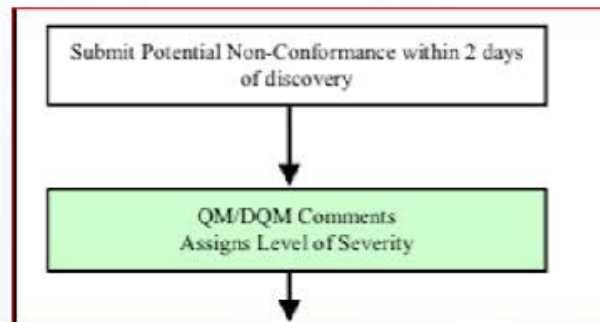 Submit Potential Non-Conformance within 2 days
of discovery
QM/DQM Comments
Assigns Level of Severity